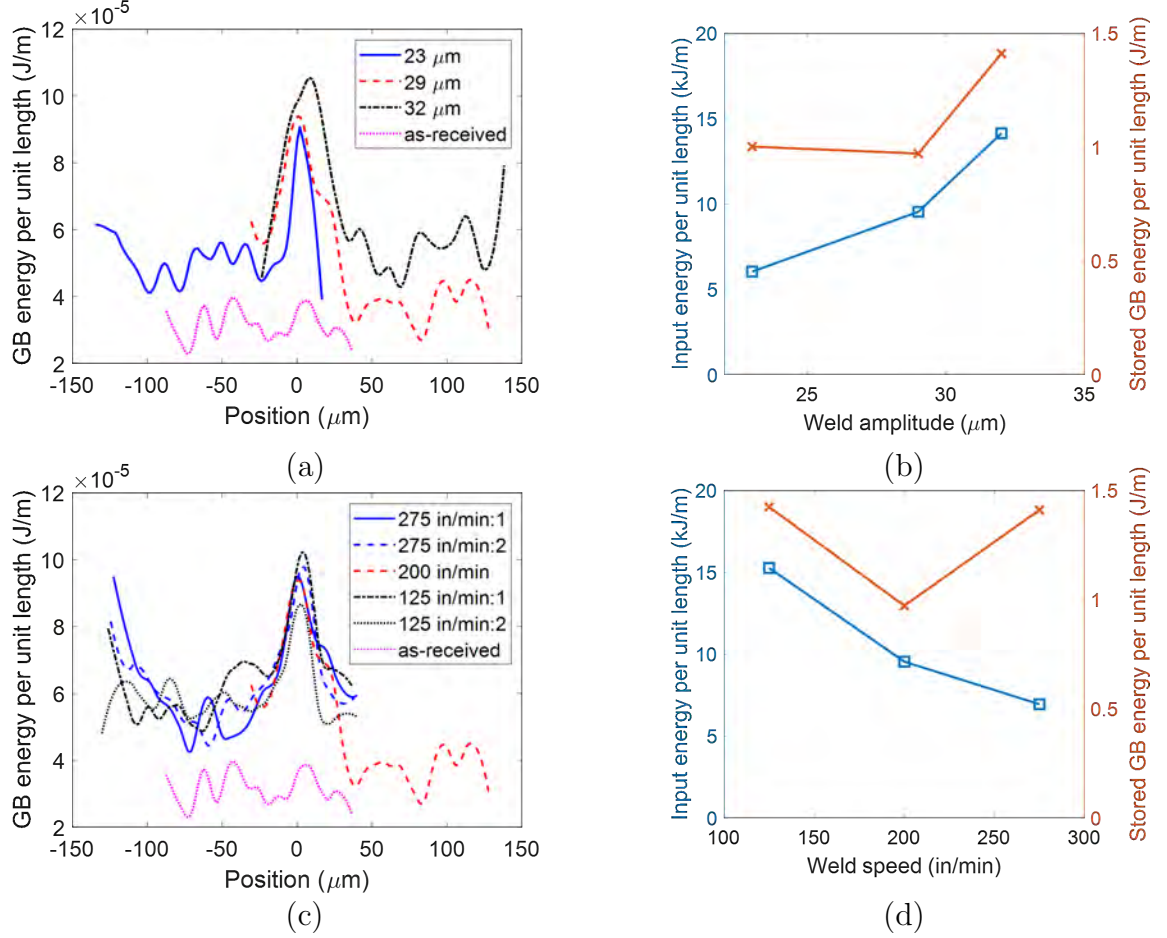 ×10⁻⁵
12
10
8
6
4
2
-150
-100
-50
0
50
100
150
GB energy per unit length (J/m)
Position (μm)
23 μm
29 μm
32 μm
as-received
(a)
20
15
10
5
0
1.5
1
0.5
0
25
30
35
Input energy per unit length (kJ/m)
Stored GB energy per unit length (J/m)
Weld amplitude (μm)
(b)
×10⁻⁵
12
10
8
6
4
2
-150
-100
-50
0
50
100
150
GB energy per unit length (J/m)
Position (μm)
275 in/min:1
275 in/min:2
200 in/min
125 in/min:1
125 in/min:2
as-received
(c)
20
15
10
5
0
1.5
1
0.5
0
100
150
200
250
300
Input energy per unit length (kJ/m)
Stored GB energy per unit length (J/m)
Weld speed (in/min)
(d)